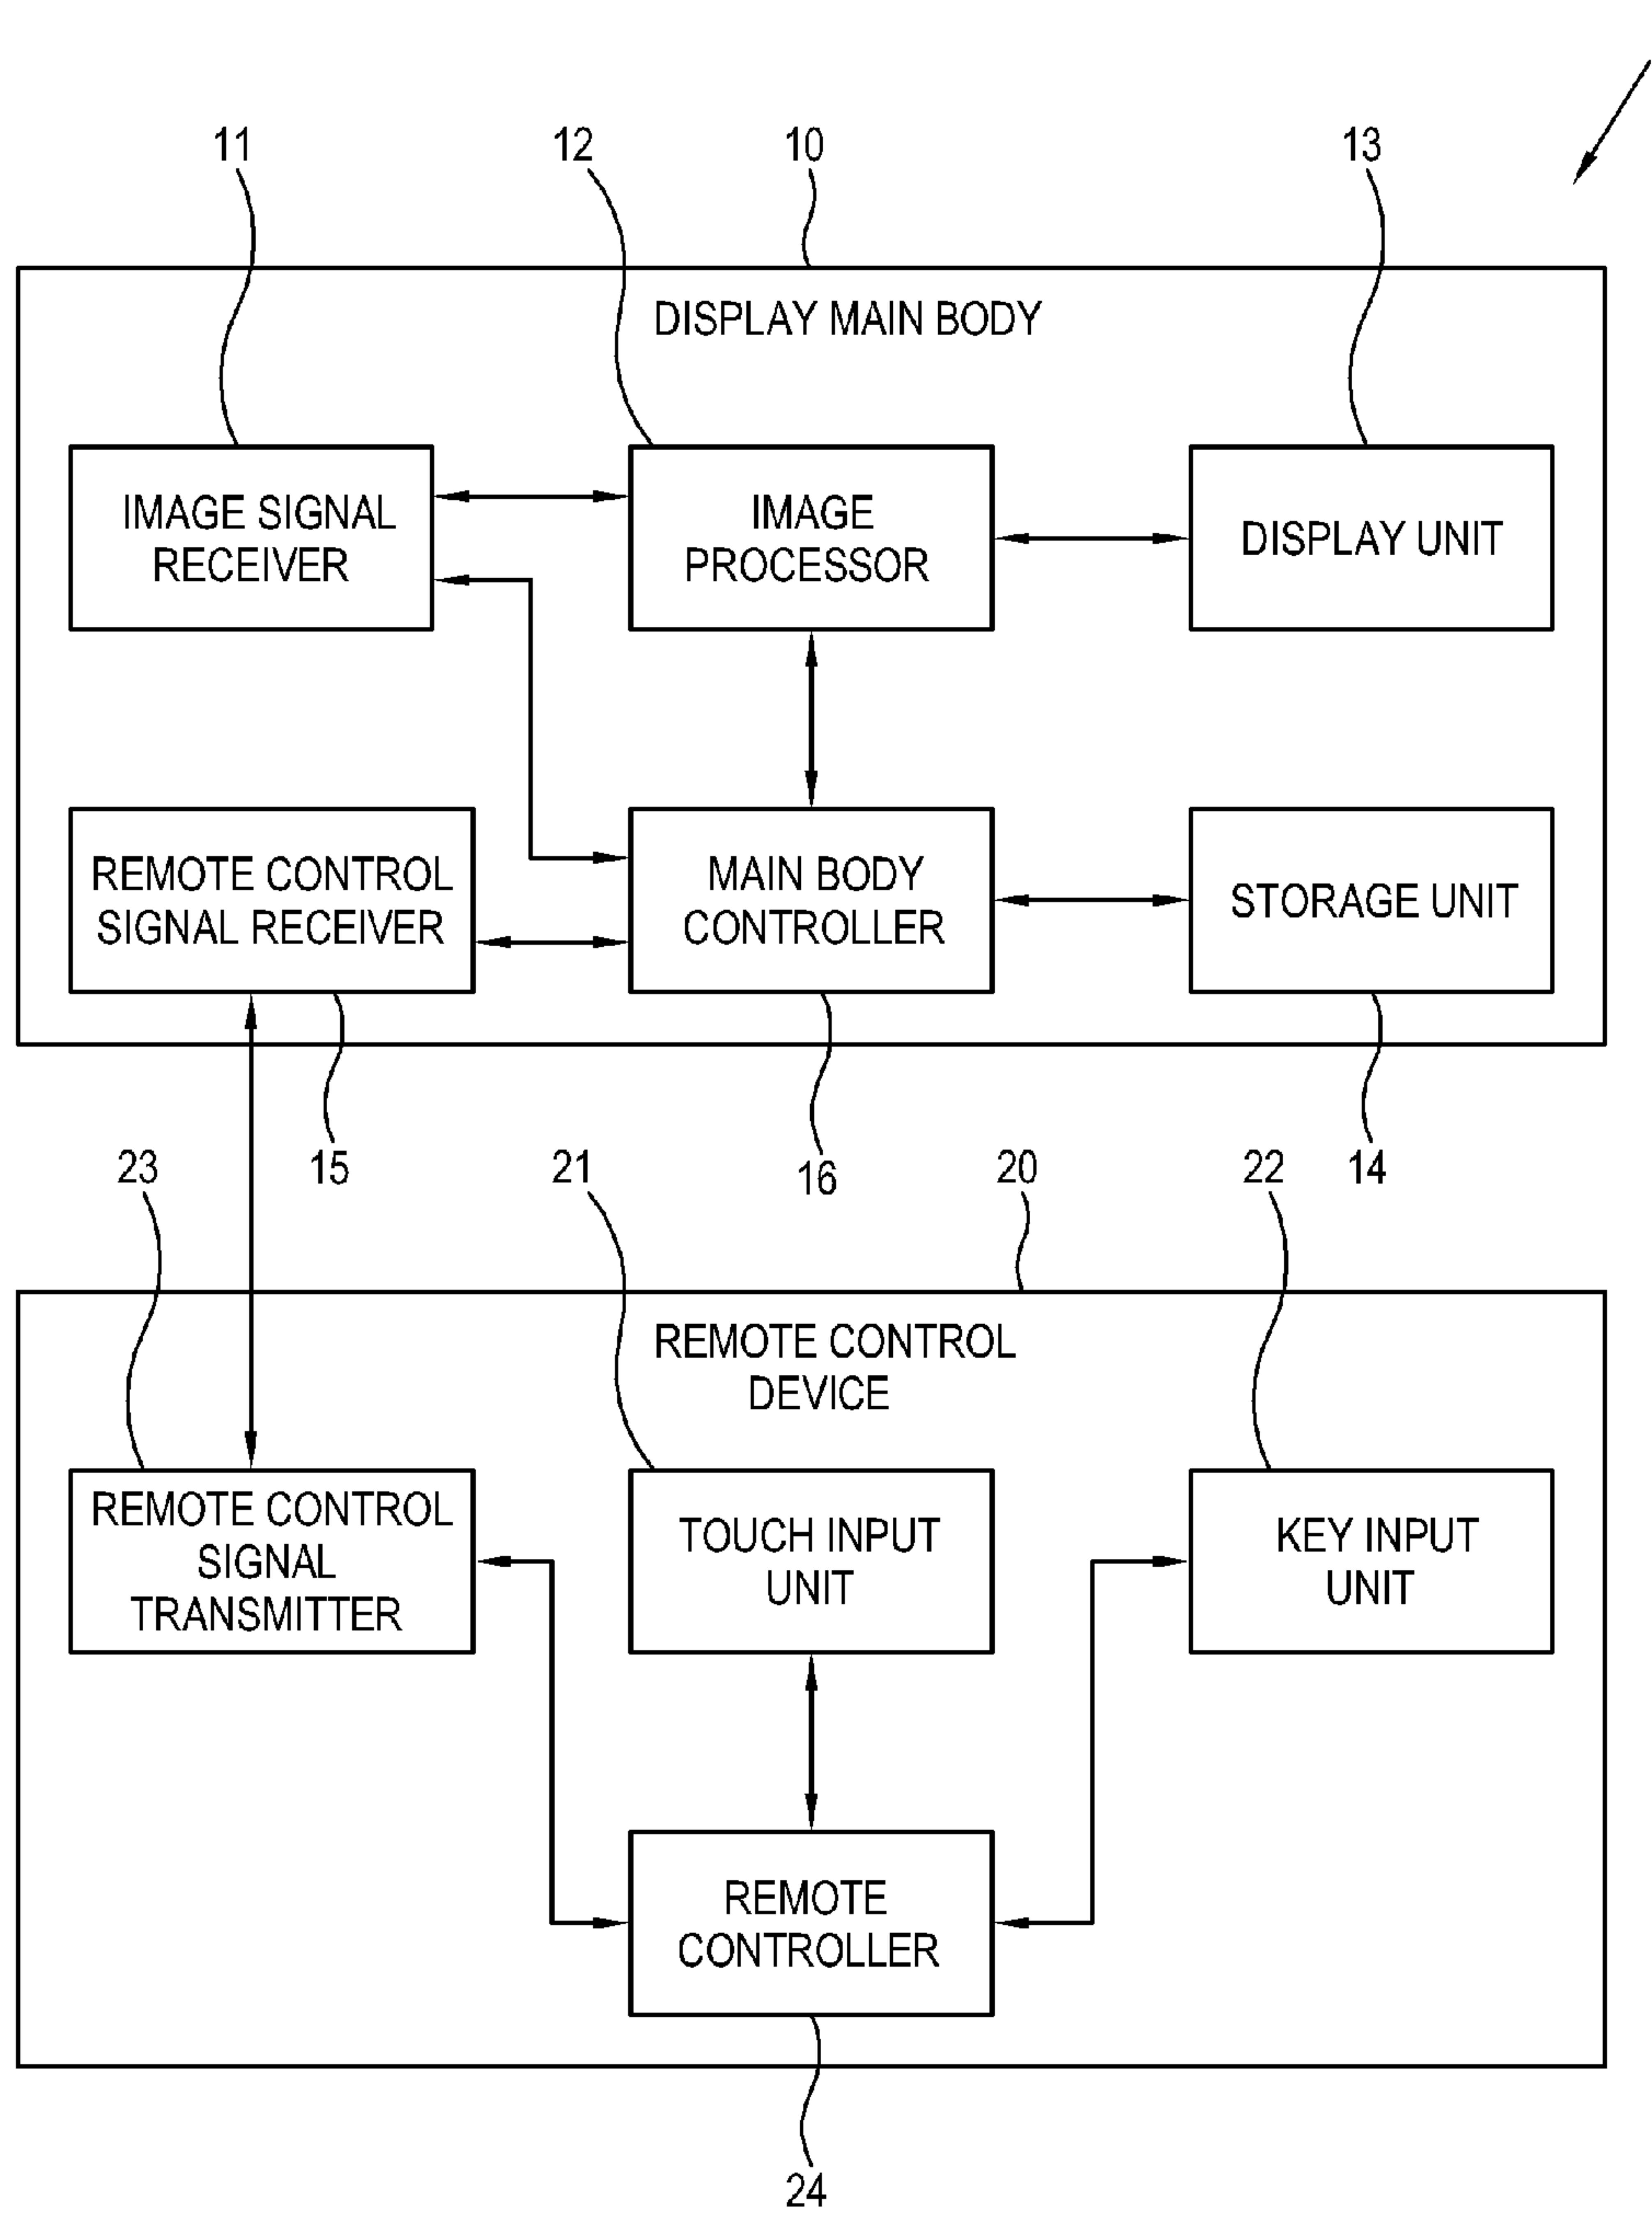 11
12
10
13
DISPLAY MAIN BODY
IMAGE SIGNAL
RECEIVER
IMAGE
PROCESSOR
DISPLAY UNIT
REMOTE CONTROL
SIGNAL RECEIVER
MAIN BODY
CONTROLLER
STORAGE UNIT
15
16
14
23
21
20
22
REMOTE CONTROL
DEVICE
REMOTE CONTROL
SIGNAL
TRANSMITTER
TOUCH INPUT
UNIT
KEY INPUT
UNIT
REMOTE
CONTROLLER
24